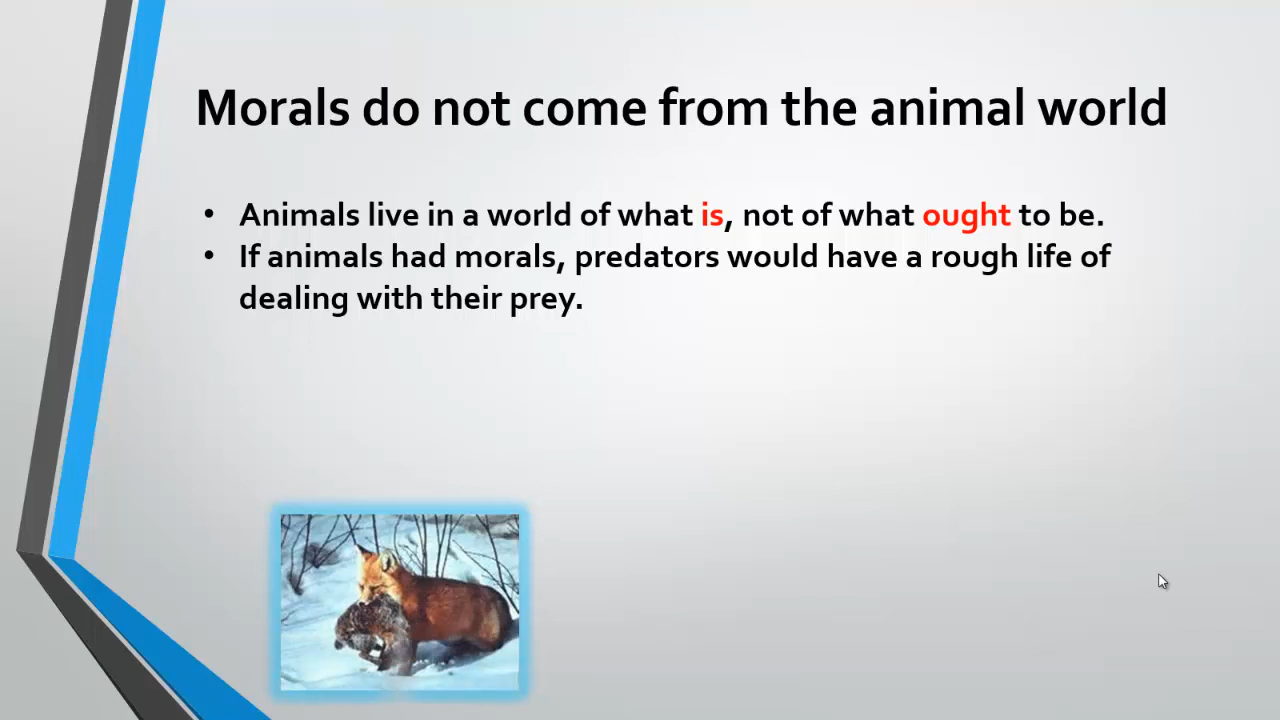 Morals do not come from the animal world
• Animals live in a world of what is, not of what ought to be.
• If animals had morals, predators would have a rough life of
dealing with their prey.